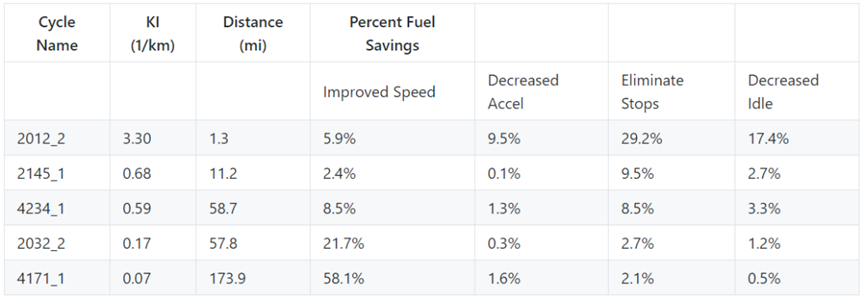 Cycle Name KI (1/km) Distance (mi) Percent Fuel Savings
Improved Speed Decreased Accel Eliminate Stops Decreased Idle
2012_2 3.30 1.3 5.9% 9.5% 29.2% 17.4%
2145_1 0.68 11.2 2.4% 0.1% 9.5% 2.7%
4234_1 0.59 58.7 8.5% 1.3% 8.5% 3.3%
2032_2 0.17 57.8 21.7% 0.3% 2.7% 1.2%
4171_1 0.07 173.9 58.1% 1.6% 2.1% 0.5%